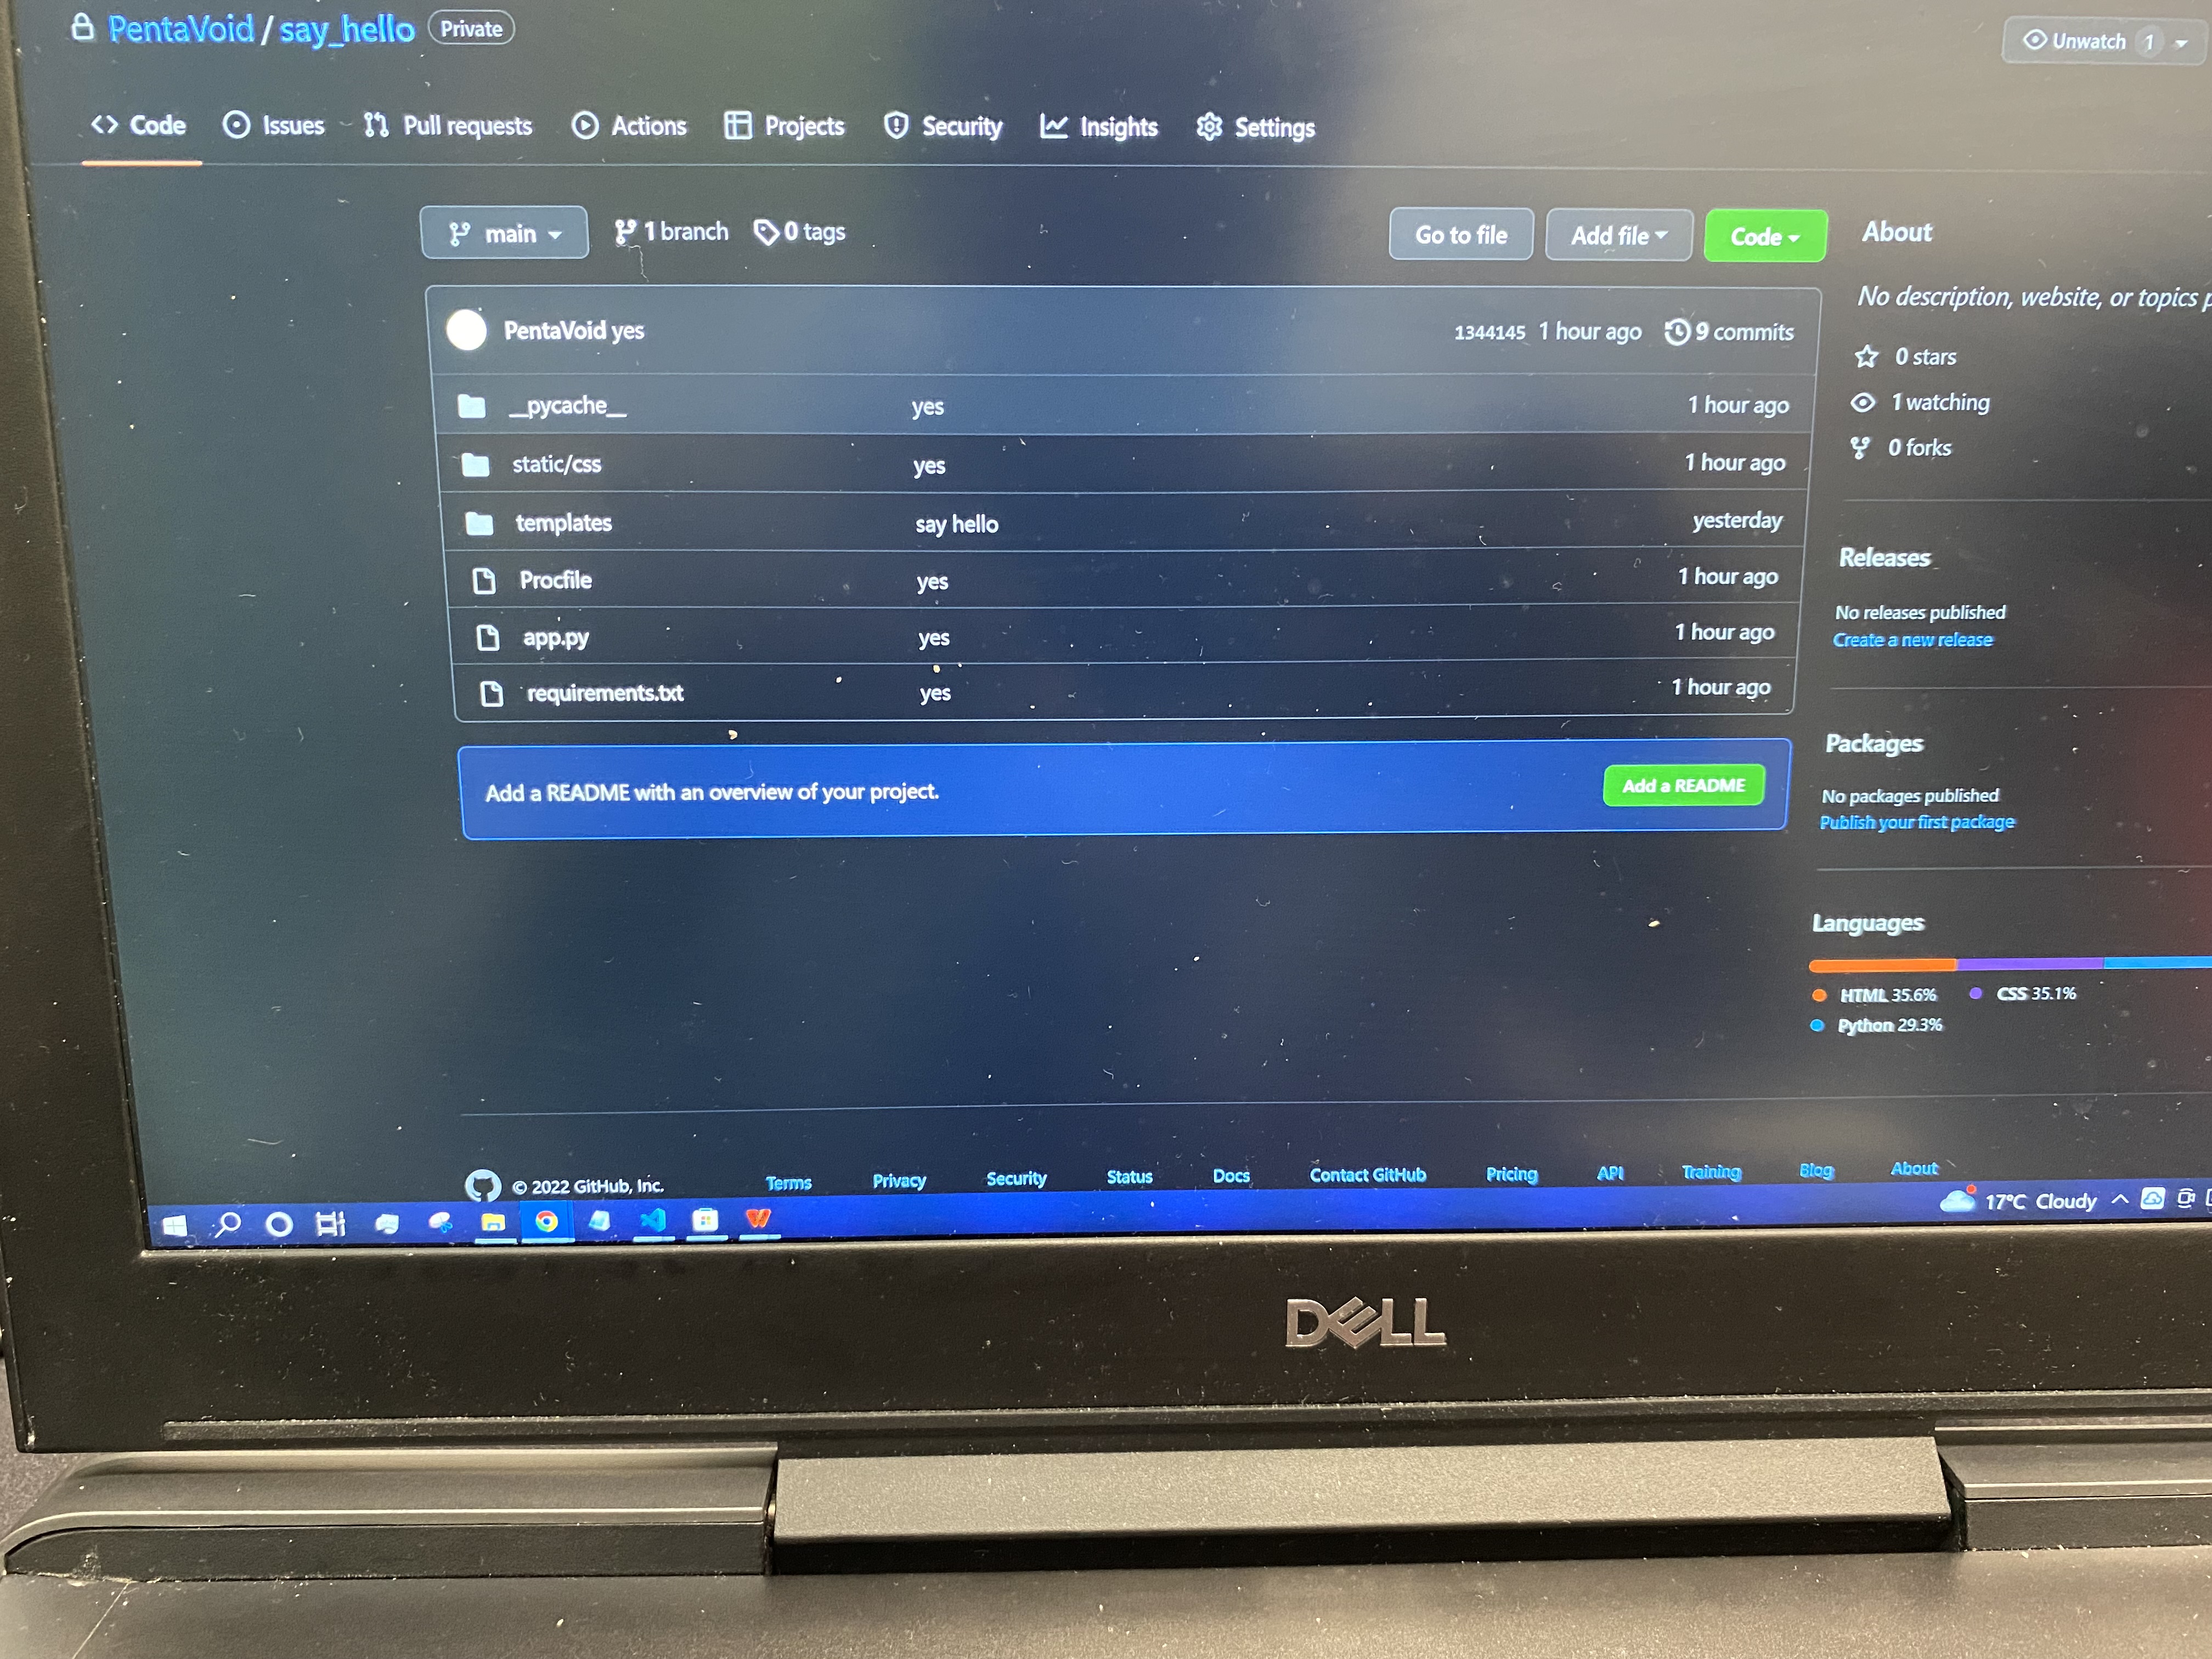 PentaVoid / say_hello Private
Unwatch 1
Code Issues Pull requests Actions Projects Security Insights Settings
main 1 branch 0 tags Go to file Add file Code
PentaVoid yes 1344145 1 hour ago 9 commits
__pycache__ yes 1 hour ago
static/css yes 1 hour ago
templates say hello yesterday
Procfile yes 1 hour ago
app.py yes 1 hour ago
requirements.txt yes 1 hour ago
Add a README with an overview of your project. Add a README
About
No description, website, or topics
0 stars
1 watching
0 forks
Releases
No releases published
Create a new release
Packages
No packages published
Publish your first package
Languages
HTML 35.6% CSS 35.1%
Python 29.3%
© 2022 GitHub, Inc. Terms Privacy Security Status Docs Contact GitHub Pricing API Training Blog About
17°C Cloudy
DELL